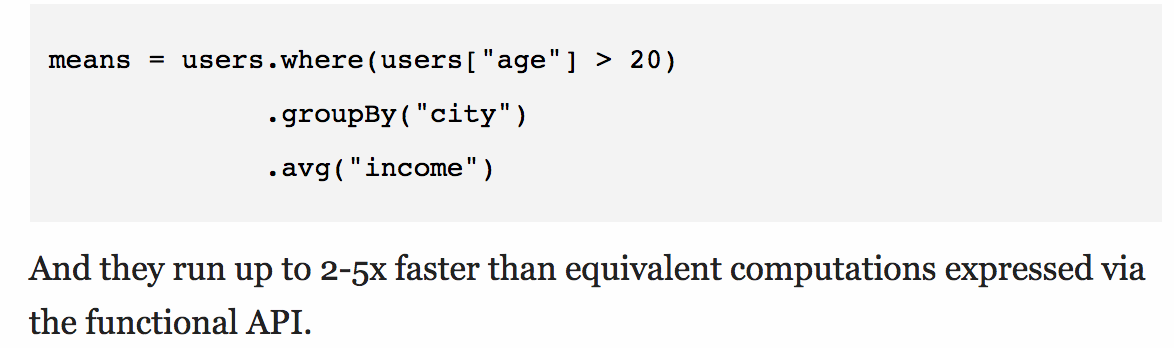 means = users.where(users["age"] > 20)
.groupBy("city")
.avg("income")
And they run up to 2-5x faster than equivalent computations expressed via
the functional API.